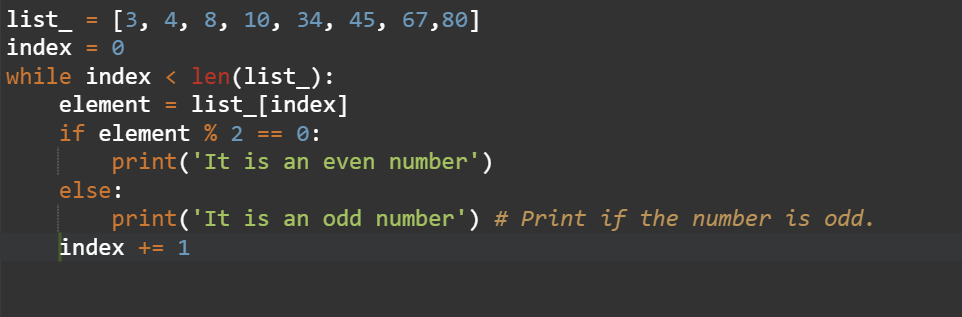 list_ = [3, 4, 8, 10, 34, 45, 67,80]
index = 0
while index < len(list_):
    element = list_[index]
    if element % 2 == 0:
        print('It is an even number')
    else:
        print('It is an odd number') # Print if the number is odd.
    index += 1